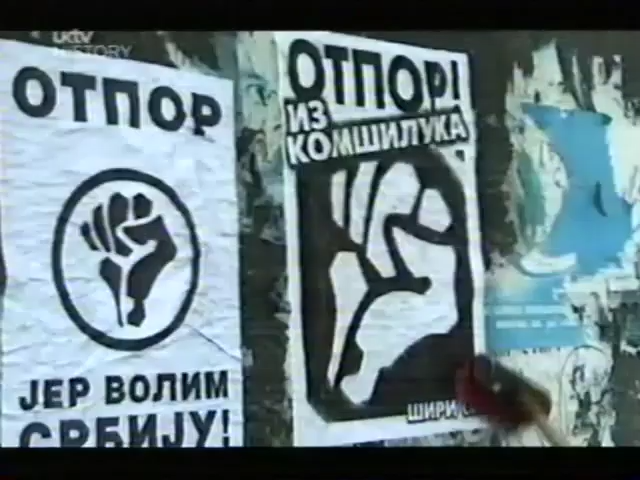 uktv
HISTORY
ОТПОР
ЈЕР ВОЛИМ
СРБИЈУ!
ОТПОР!
ИЗ
КОМШИЛУКА
ШИРИ